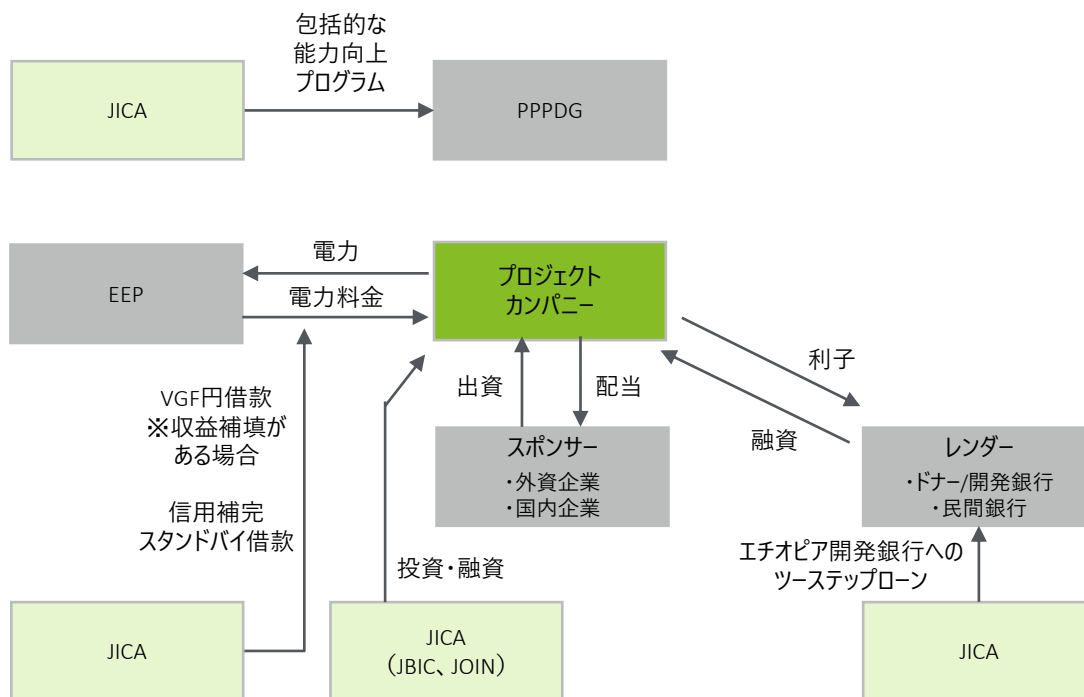 包括的な
能力向上
プログラム
JICA
PPPDG
電力
EEP
電力料金
プロジェクト
カンパニー
利子
出資
配当
融資
VGF円借款
※収益補填が
ある場合
スポンサー
・外資企業
・国内企業
レンダー
・ドナー/開発銀行
・民間銀行
信用補完
スタンドバイ借款
投資・融資
エチオピア開発銀行への
ツーステップローン
JICA
JICA
（JBIC、JOIN）
JICA